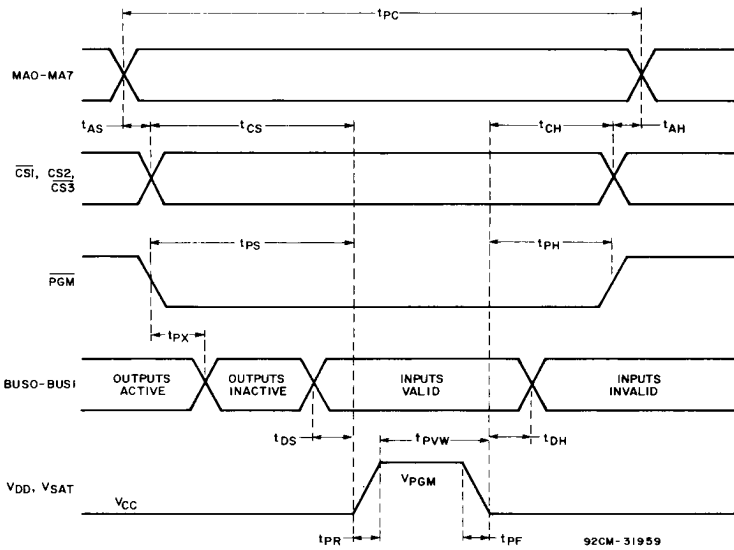 tPC
MA0-MA7
tAS
tCS
tCH
tAH
CS1, CS2,
CS3
tPS
tPH
PGM
tPX
BUS0-BUS1
OUTPUTS
ACTIVE
OUTPUTS
INACTIVE
INPUTS
VALID
INPUTS
INVALID
tDS
tPVW
tDH
VDD, VSAT
VCC
VPGM
tPR
tPF
92CM-31959